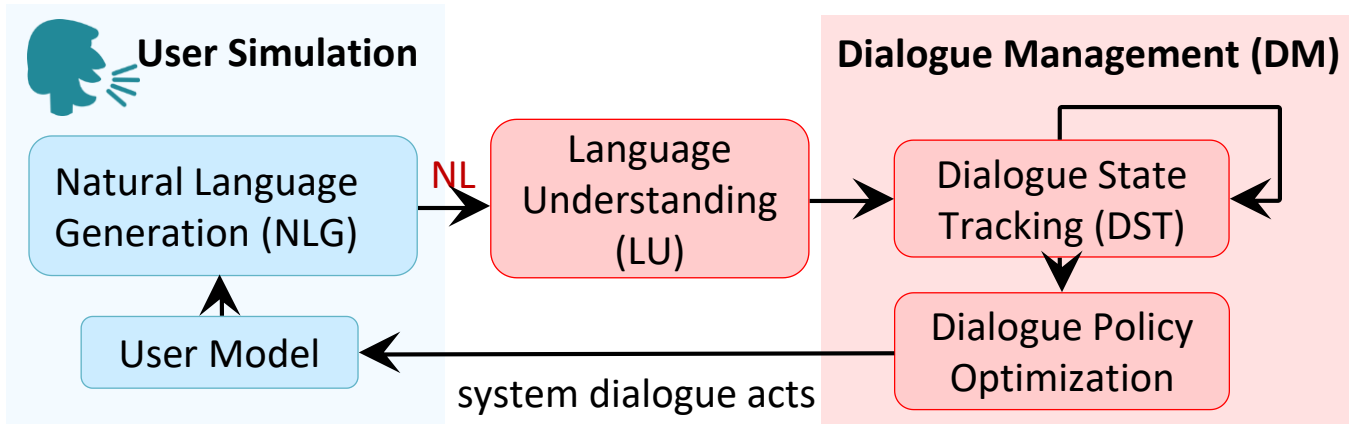 User Simulation
Dialogue Management (DM)
Natural Language
Generation (NLG)
NL
Language
Understanding
(LU)
Dialogue State
Tracking (DST)
User Model
system dialogue acts
Dialogue Policy
Optimization